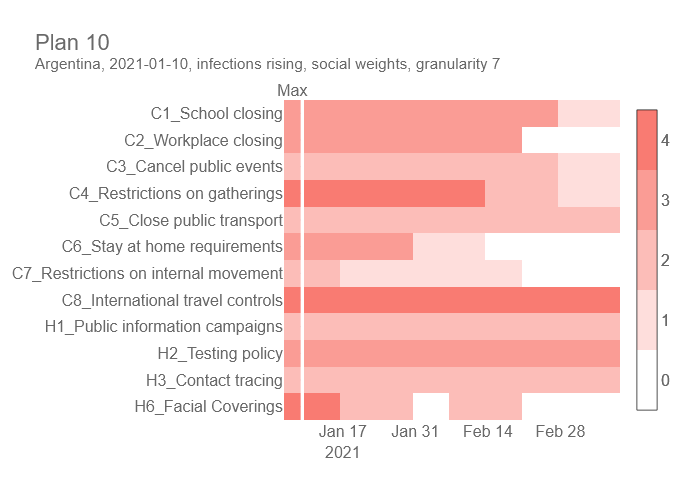 Plan 10
Argentina, 2021-01-10, infections rising, social weights, granularity 7
Max
C1_School closing
C2_Workplace closing
C3_Cancel public events
C4_Restrictions on gatherings
C5_Close public transport
C6_Stay at home requirements
C7_Restrictions on internal movement
C8_International travel controls
H1_Public information campaigns
H2_Testing policy
H3_Contact tracing
H6_Facial Coverings
Jan 17 Jan 31 Feb 14 Feb 28
2021
4
3
2
1
0